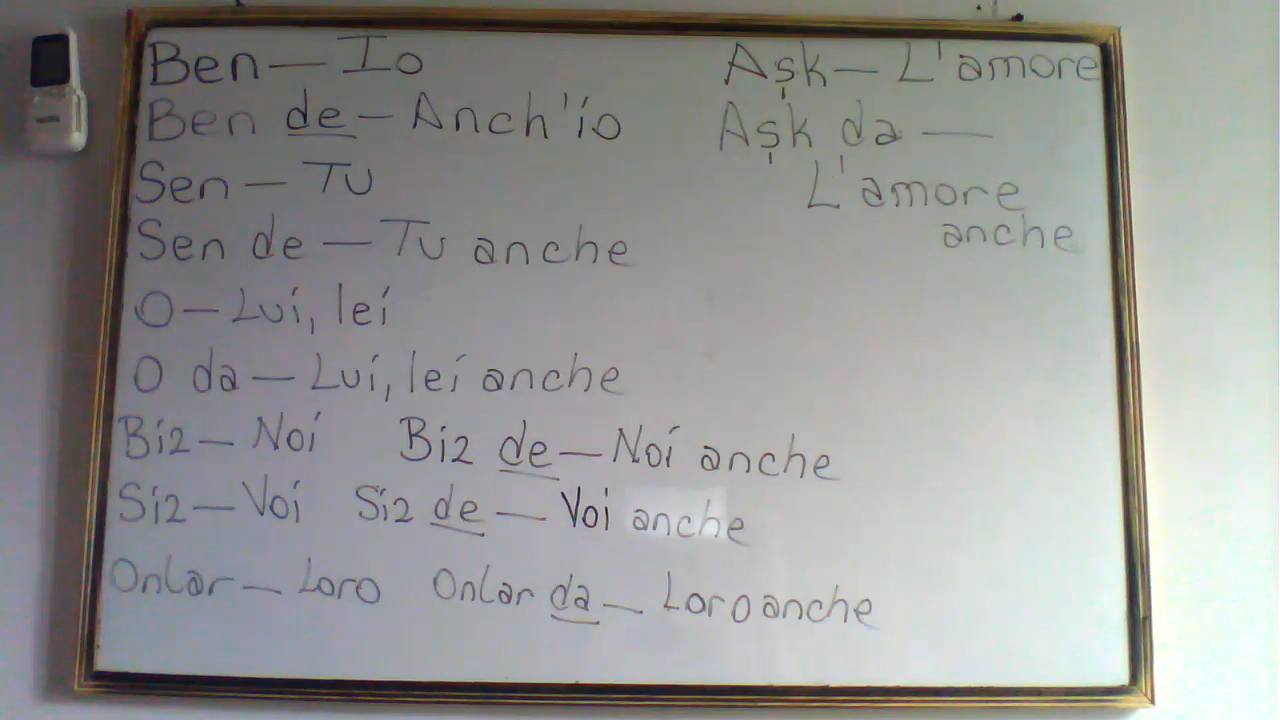 Ben — Io
Ben de — Anch'io
Sen — Tu
Sen de — Tu anche
O — Lui, lei
O da — Lui, lei anche
Biz — Noi Biz de — Noi anche
Siz — Voi Siz de — Voi anche
Onlar — Loro Onlar da — Loro anche
Aşk — L'amore
Aşk da —
L'amore
anche